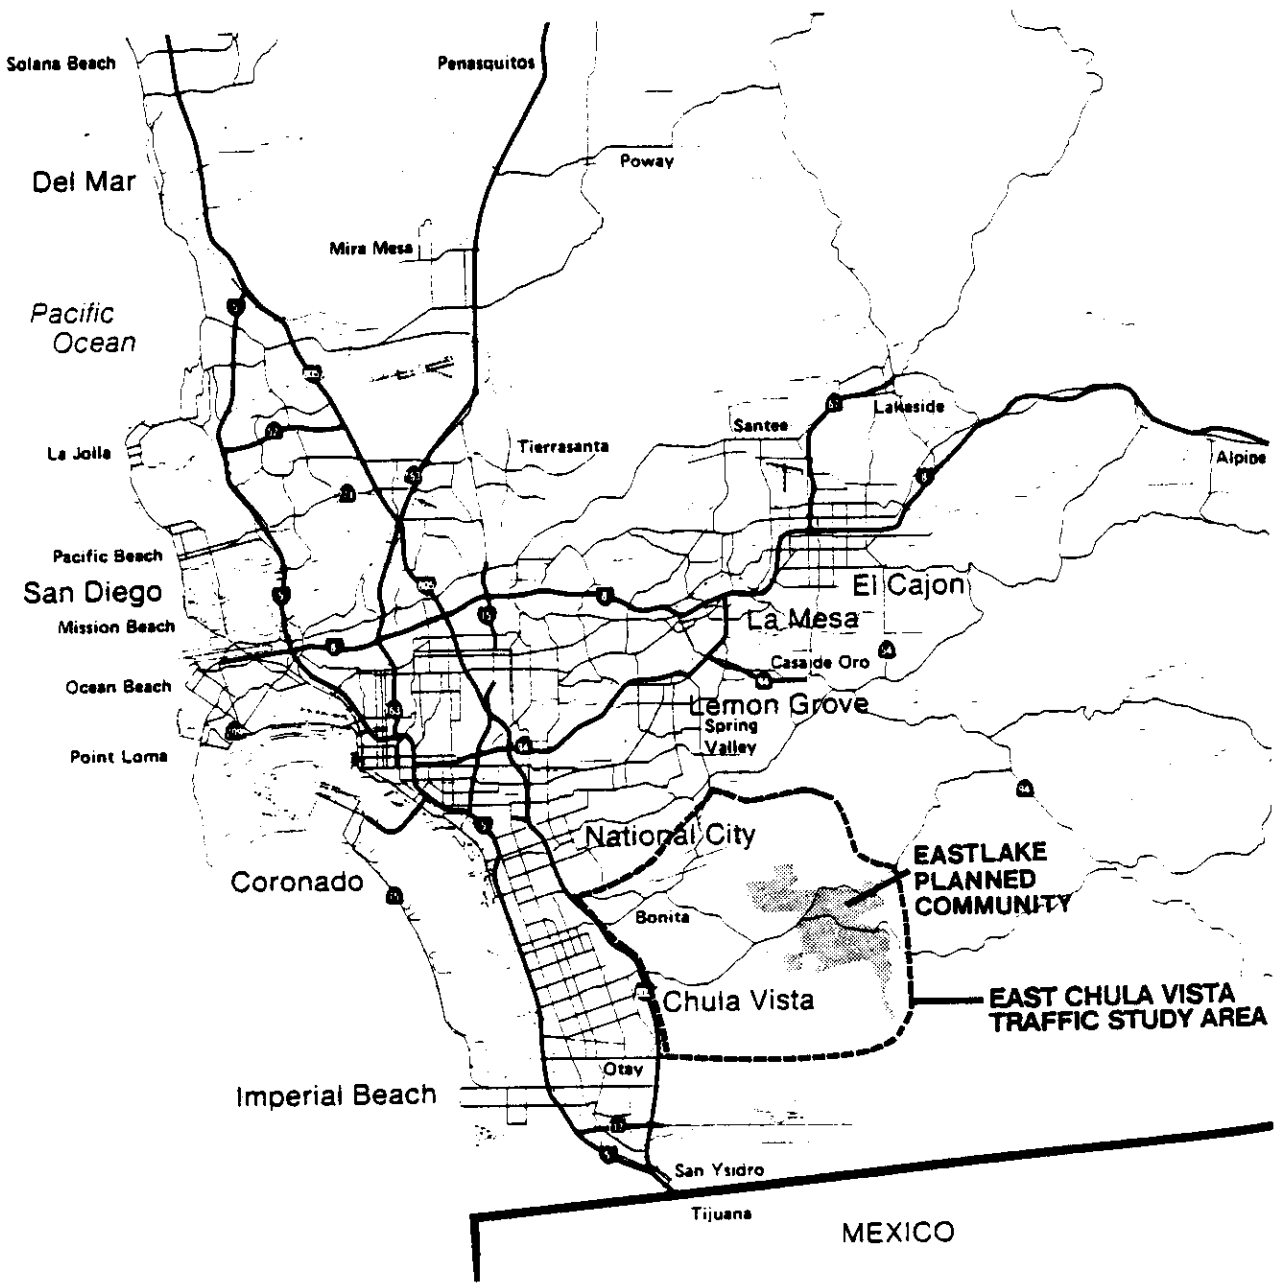 Solana Beach
Penasquitos
Poway
Del Mar
Mira Mesa
Pacific
Ocean
Lakeside
Santee
Tierrasanta
La Jolla
Alpine
Pacific Beach
San Diego
El Cajon
Mission Beach
La Mesa
Casa de Oro
Ocean Beach
Lemon Grove
Spring
Valley
Point Loma
National City
EASTLAKE
PLANNED
COMMUNITY
Coronado
Bonita
Chula Vista
EAST CHULA VISTA
TRAFFIC STUDY AREA
Otay
Imperial Beach
San Ysidro
Tijuana
MEXICO